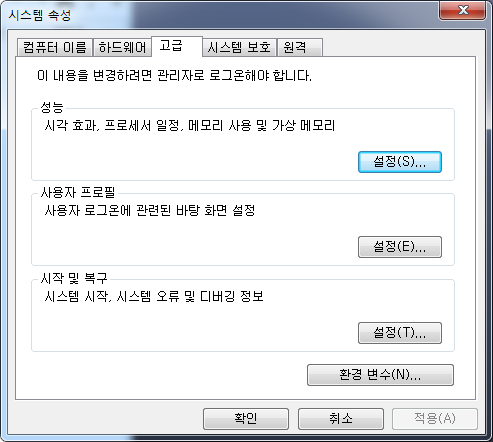 시스템 속성
컴퓨터 이름 하드웨어 고급 시스템 보호 원격
이 내용을 변경하려면 관리자로 로그온해야 합니다.
성능
시각 효과, 프로세서 일정, 메모리 사용 및 가상 메모리
설정(S)...
사용자 프로필
사용자 로그온에 관련된 바탕 화면 설정
설정(E)...
시작 및 복구
시스템 시작, 시스템 오류 및 디버깅 정보
설정(T)...
환경 변수(N)...
확인 취소 적용(A)